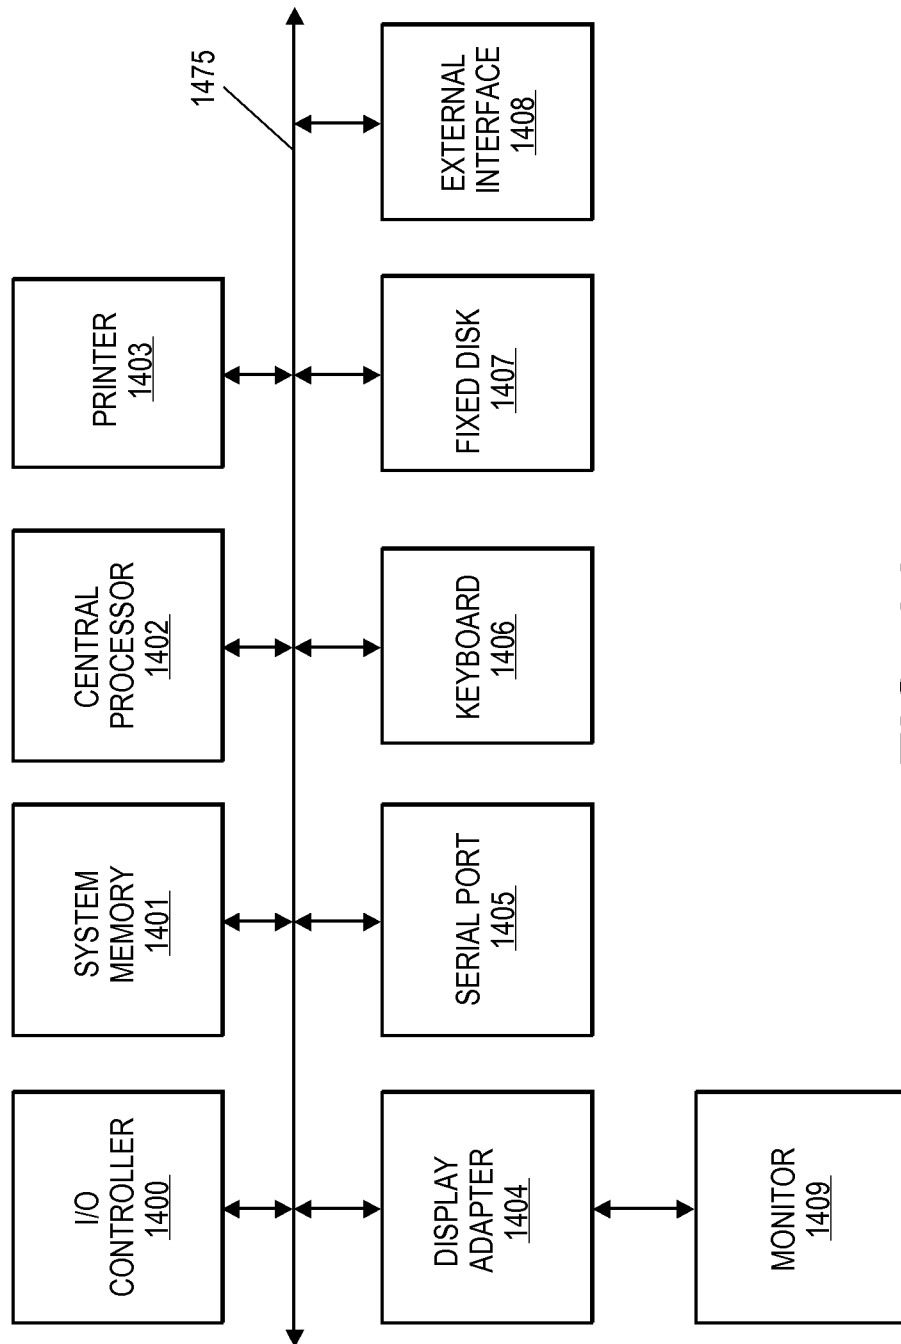 I/O
CONTROLLER
1400
SYSTEM
MEMORY
1401
CENTRAL
PROCESSOR
1402
PRINTER
1403
1475
DISPLAY
ADAPTER
1404
SERIAL PORT
1405
KEYBOARD
1406
FIXED DISK
1407
EXTERNAL
INTERFACE
1408
MONITOR
1409